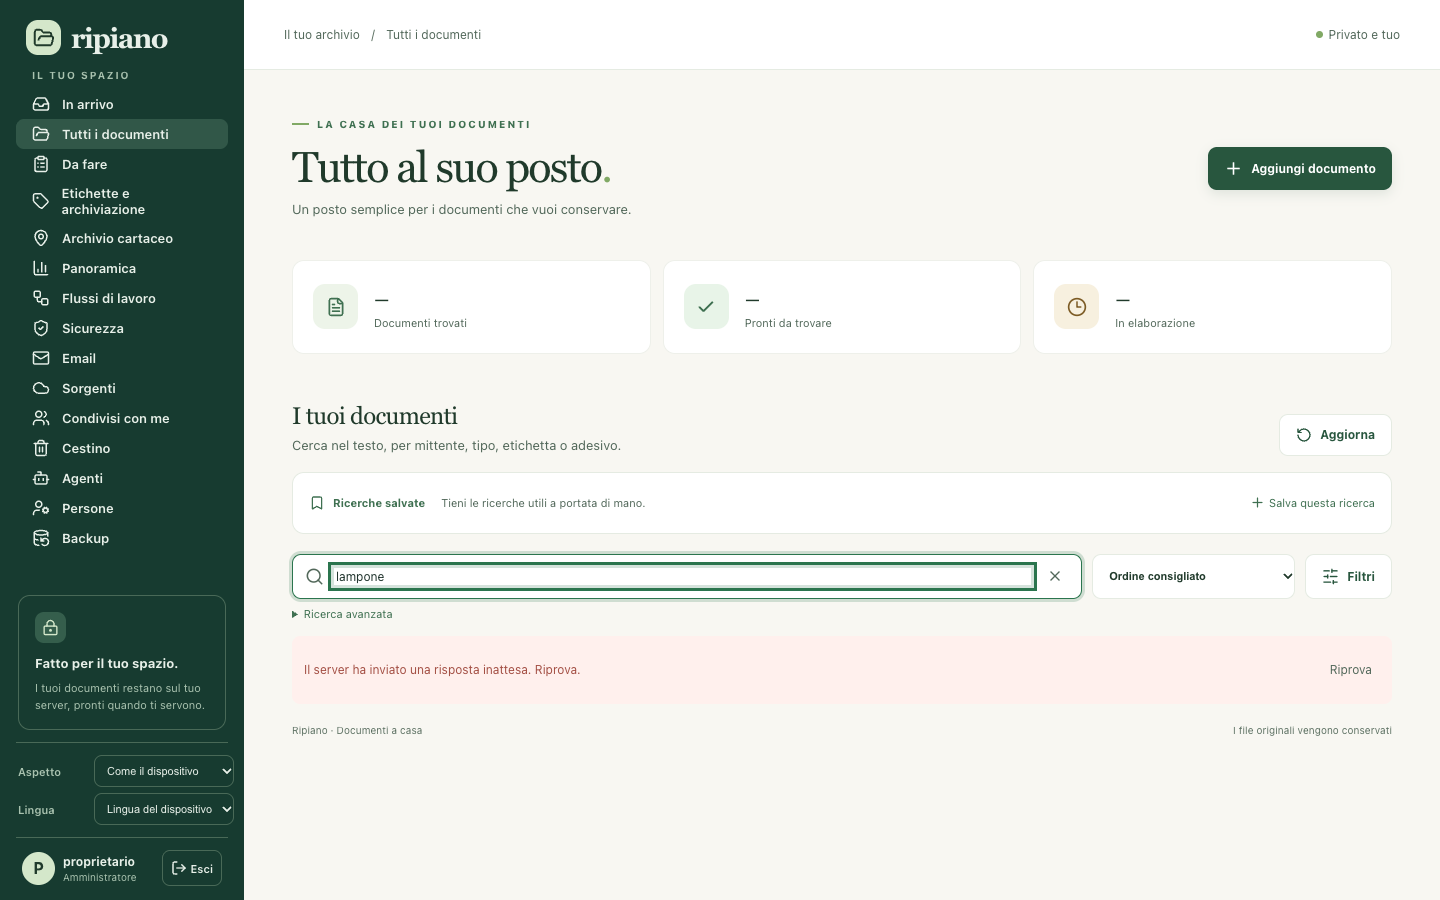 ripiano
IL TUO SPAZIO
In arrivo
Tutti i documenti
Da fare
Etichette e
archiviazione
Archivio cartaceo
Panoramica
Flussi di lavoro
Sicurezza
Email
Sorgenti
Condivisi con me
Cestino
Agenti
Persone
Backup
Fatto per il tuo spazio.
I tuoi documenti restano sul tuo
server, pronti quando ti servono.
Aspetto
Come il dispositivo
Lingua
Lingua del dispositivo
P
proprietario
Amministratore
Esci
Il tuo archivio / Tutti i documenti
Privato e tuo
LA CASA DEI TUOI DOCUMENTI
Tutto al suo posto.
Un posto semplice per i documenti che vuoi conservare.
Aggiungi documento
—
Documenti trovati
—
Pronti da trovare
—
In elaborazione
I tuoi documenti
Cerca nel testo, per mittente, tipo, etichetta o adesivo.
Aggiorna
Ricerche salvate
Tieni le ricerche utili a portata di mano.
Salva questa ricerca
lampone
Ordine consigliato
Filtri
Ricerca avanzata
Il server ha inviato una risposta inattesa. Riprova.
Riprova
Ripiano · Documenti a casa
I file originali vengono conservati